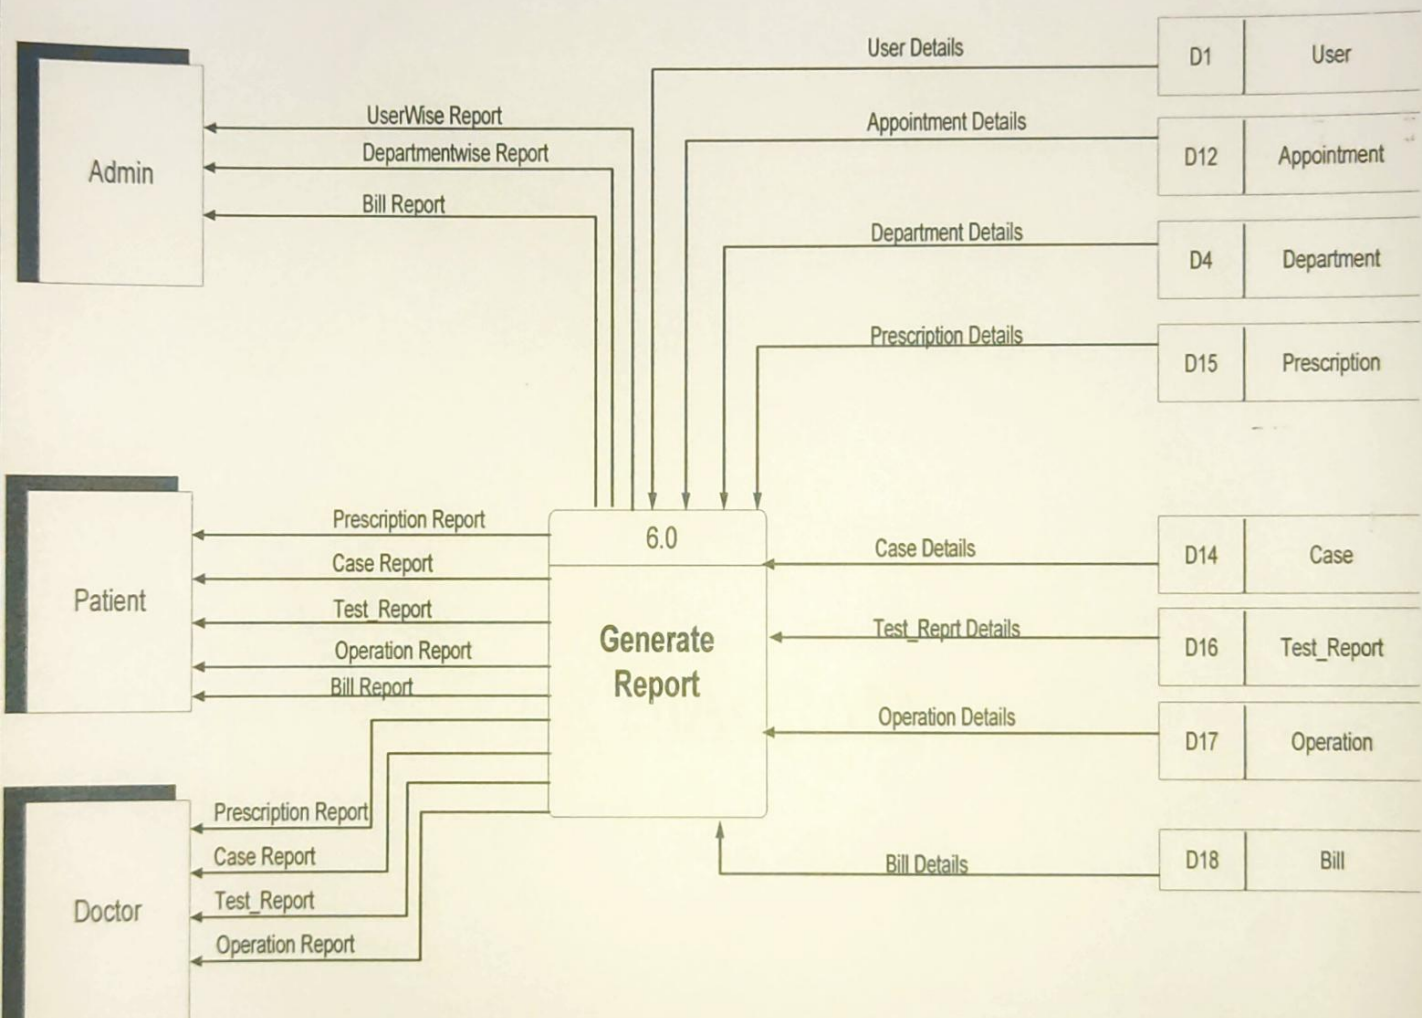 User Details
D1 User
UserWise Report
Appointment Details
Departmentwise Report
D12 Appointment
Admin
Bill Report
Department Details
D4 Department
Prescription Details
D15 Prescription
Prescription Report
6.0
Case Details
D14 Case
Case Report
Patient
Test_Report
Test_Reprt Details
D16 Test_Report
Generate
Report
Operation Report
Bill Report
Operation Details
D17 Operation
Prescription Report
Case Report
Bill Details
D18 Bill
Doctor
Test_Report
Operation Report